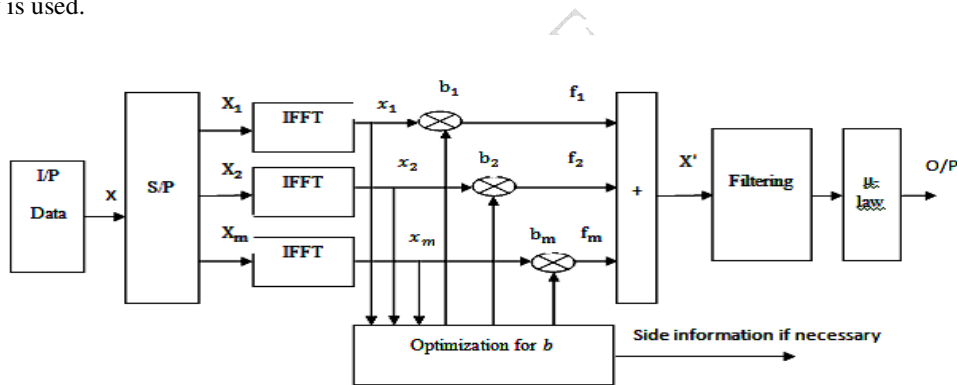 is used.
I/P
Data
X
S/P
X₁
IFFT
x₁
b₁
f₁
X₂
IFFT
x₂
b₂
f₂
Xₘ
IFFT
xₘ
bₘ
fₘ
+
X'
Filtering
μ-
law
O/P
Optimization for b
Side information if necessary